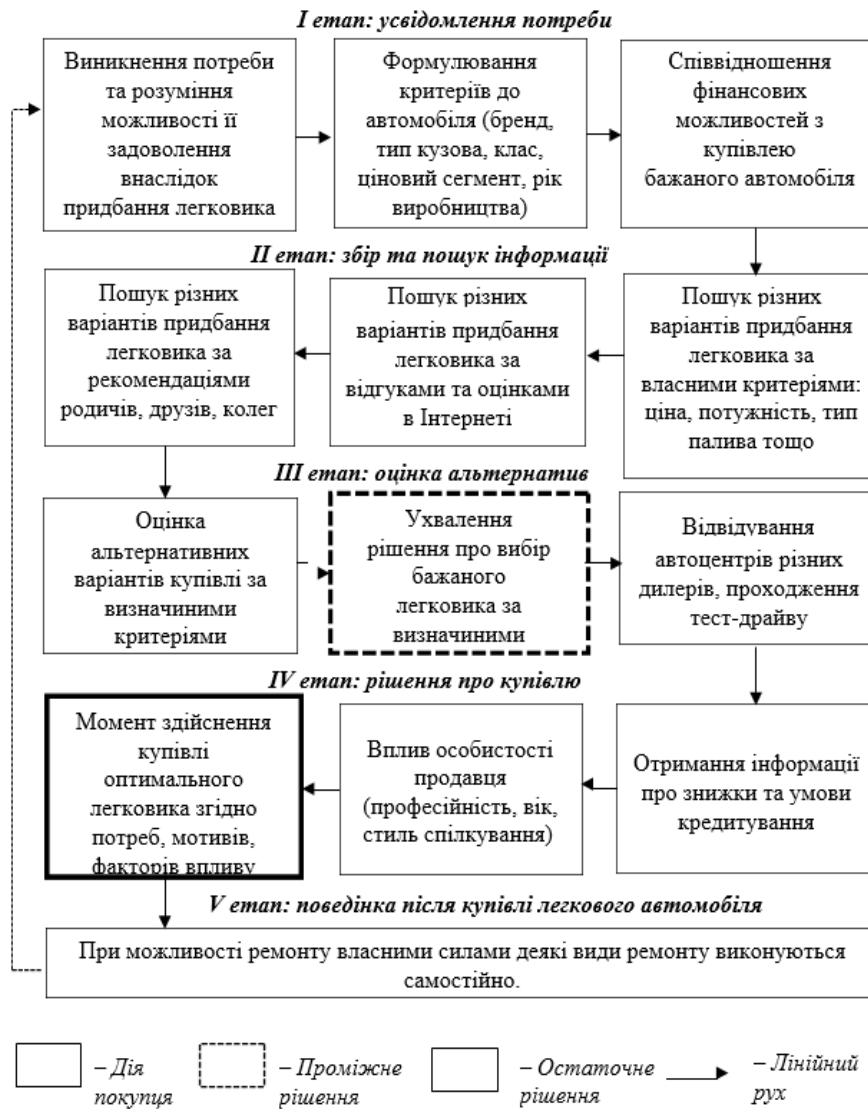 I етап: усвідомлення потреби
Виникнення потреби
та розуміння
можливості її
задоволення
внаслідок
придбання легковика
Формулювання
критеріїв до
автомобіля (бренд,
тип кузова, клас,
ціновий сегмент, рік
виробництва)
Співвідношення
фінансових
можливостей з
купівлею
бажаного автомобіля
II етап: збір та пошук інформації
Пошук різних
варіантів придбання
легковика за
рекомендаціями
родичів, друзів, колег
Пошук різних
варіантів придбання
легковика за
відгуками та оцінками
в Інтернеті
Пошук різних
варіантів придбання
легковика за
власними критеріями:
ціна, потужність, тип
палива тощо
III етап: оцінка альтернатив
Оцінка
альтернативних
варіантів купівлі за
визначиними
критеріями
Ухвалення
рішення про вибір
бажаного
легковика за
визначиними
Відвідування
автоцентрів різних
дилерів, проходження
тест-драйву
IV етап: рішення про купівлю
Момент здійснення
купівлі
оптимального
легковика згідно
потреб, мотивів,
факторів впливу
Вплив особистості
продавця
(професійність, вік,
стиль спілкування)
Отримання інформації
про знижки та умови
кредитування
V етап: поведінка після купівлі легкового автомобіля
При можливості ремонту власними силами деякі види ремонту виконуються
самостійно.
– Дія
покупця
– Проміжне
рішення
– Остаточне
рішення
– Лінійний
рух